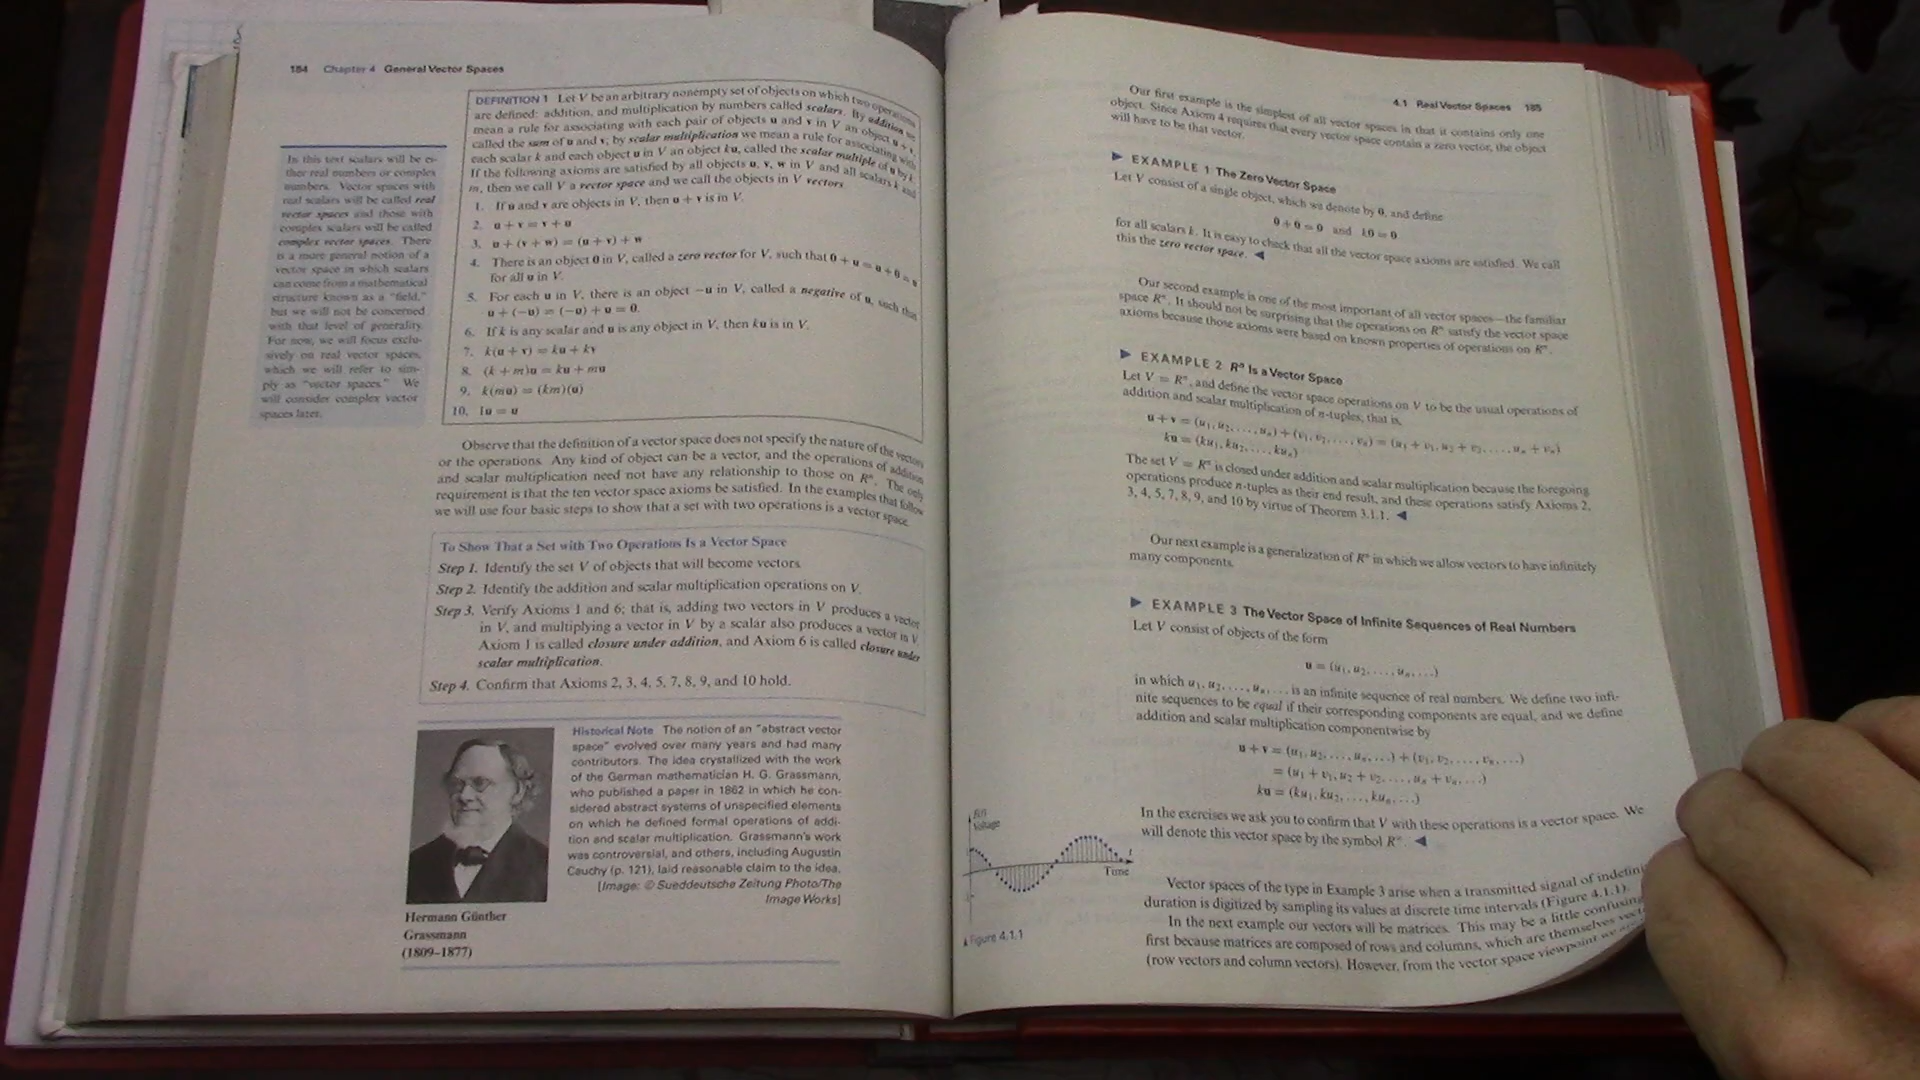 184 Chapter 4 General Vector Spaces
In this text scalars will be ei-
ther real numbers or complex
numbers. Vector spaces with
real scalars will be called real
vector spaces and those with
complex scalars will be called
complex vector spaces. There
is a more general notion of a
vector space in which scalars
can come from a mathematical
structure known as a "field,"
but we will not be concerned
with that level of generality.
For now, we will focus exclu-
sively on real vector spaces,
which we will refer to sim-
ply as "vector spaces." We
will consider complex vector
spaces later.
DEFINITION 1 Let V be an arbitrary nonempty set of objects on which two operations
are defined: addition, and multiplication by numbers called scalars. By addition we
mean a rule for associating with each pair of objects u and v in V an object u + v,
called the sum of u and v; by scalar multiplication we mean a rule for associating with
each scalar k and each object u in V an object ku, called the scalar multiple of u by k.
If the following axioms are satisfied by all objects u, v, w in V and all scalars k and
m, then we call V a vector space and we call the objects in V vectors.
1. If u and v are objects in V, then u + v is in V.
2. u + v = v + u
3. u + (v + w) = (u + v) + w
4. There is an object 0 in V, called a zero vector for V, such that 0 + u = u + 0 = u
for all u in V.
5. For each u in V, there is an object −u in V, called a negative of u, such that
u + (−u) = (−u) + u = 0.
6. If k is any scalar and u is any object in V, then ku is in V.
7. k(u + v) = ku + kv
8. (k + m)u = ku + mu
9. k(mu) = (km)(u)
10. 1u = u
Observe that the definition of a vector space does not specify the nature of the vectors
or the operations. Any kind of object can be a vector, and the operations of addition
and scalar multiplication need not have any relationship to those on Rⁿ. The only
requirement is that the ten vector space axioms be satisfied. In the examples that follow
we will use four basic steps to show that a set with two operations is a vector space.
To Show That a Set with Two Operations Is a Vector Space
Step 1. Identify the set V of objects that will become vectors.
Step 2. Identify the addition and scalar multiplication operations on V.
Step 3. Verify Axioms 1 and 6; that is, adding two vectors in V produces a vector
in V, and multiplying a vector in V by a scalar also produces a vector in V.
Axiom 1 is called closure under addition, and Axiom 6 is called closure under
scalar multiplication.
Step 4. Confirm that Axioms 2, 3, 4, 5, 7, 8, 9, and 10 hold.
Historical Note The notion of an "abstract vector
space" evolved over many years and had many
contributors. The idea crystallized with the work
of the German mathematician H. G. Grassmann,
who published a paper in 1862 in which he con-
sidered abstract systems of unspecified elements
on which he defined formal operations of addi-
tion and scalar multiplication. Grassmann's work
was controversial, and others, including Augustin
Cauchy (p. 121), laid reasonable claim to the idea.
[Image: © Sueddeutsche Zeitung Photo/The
Image Works]
Hermann Günther
Grassmann
(1809–1877)
4.1 Real Vector Spaces 185
Our first example is the simplest of all vector spaces in that it contains only one
object. Since Axiom 4 requires that every vector space contain a zero vector, the object
will have to be that vector.
▶ EXAMPLE 1 The Zero Vector Space
Let V consist of a single object, which we denote by 0, and define
0 + 0 = 0 and k0 = 0
for all scalars k. It is easy to check that all the vector space axioms are satisfied. We call
this the zero vector space. ◀
Our second example is one of the most important of all vector spaces—the familiar
space Rⁿ. It should not be surprising that the operations on Rⁿ satisfy the vector space
axioms because those axioms were based on known properties of operations on Rⁿ.
▶ EXAMPLE 2 Rⁿ Is a Vector Space
Let V = Rⁿ, and define the vector space operations on V to be the usual operations of
addition and scalar multiplication of n-tuples; that is,
u + v = (u₁, u₂, . . . , uₙ) + (v₁, v₂, . . . , vₙ) = (u₁ + v₁, u₂ + v₂, . . . , uₙ + vₙ)
ku = (ku₁, ku₂, . . . , kuₙ)
The set V = Rⁿ is closed under addition and scalar multiplication because the foregoing
operations produce n-tuples as their end result, and these operations satisfy Axioms 2,
3, 4, 5, 7, 8, 9, and 10 by virtue of Theorem 3.1.1. ◀
Our next example is a generalization of Rⁿ in which we allow vectors to have infinitely
many components.
▶ EXAMPLE 3 The Vector Space of Infinite Sequences of Real Numbers
Let V consist of objects of the form
u = (u₁, u₂, . . . , uₙ, . . .)
in which u₁, u₂, . . . , uₙ, . . . is an infinite sequence of real numbers. We define two infi-
nite sequences to be equal if their corresponding components are equal, and we define
addition and scalar multiplication componentwise by
u + v = (u₁, u₂, . . . , uₙ, . . .) + (v₁, v₂, . . . , vₙ, . . .)
= (u₁ + v₁, u₂ + v₂, . . . , uₙ + vₙ, . . .)
ku = (ku₁, ku₂, . . . , kuₙ, . . .)
In the exercises we ask you to confirm that V with these operations is a vector space. We
will denote this vector space by the symbol R∞. ◀
E(t)
Voltage
t
Time
▲ Figure 4.1.1
Vector spaces of the type in Example 3 arise when a transmitted signal of indefini
duration is digitized by sampling its values at discrete time intervals (Figure 4.1.1).
In the next example our vectors will be matrices. This may be a little confusing
first because matrices are composed of rows and columns, which are themselves vect
(row vectors and column vectors). However, from the vector space viewpoint we